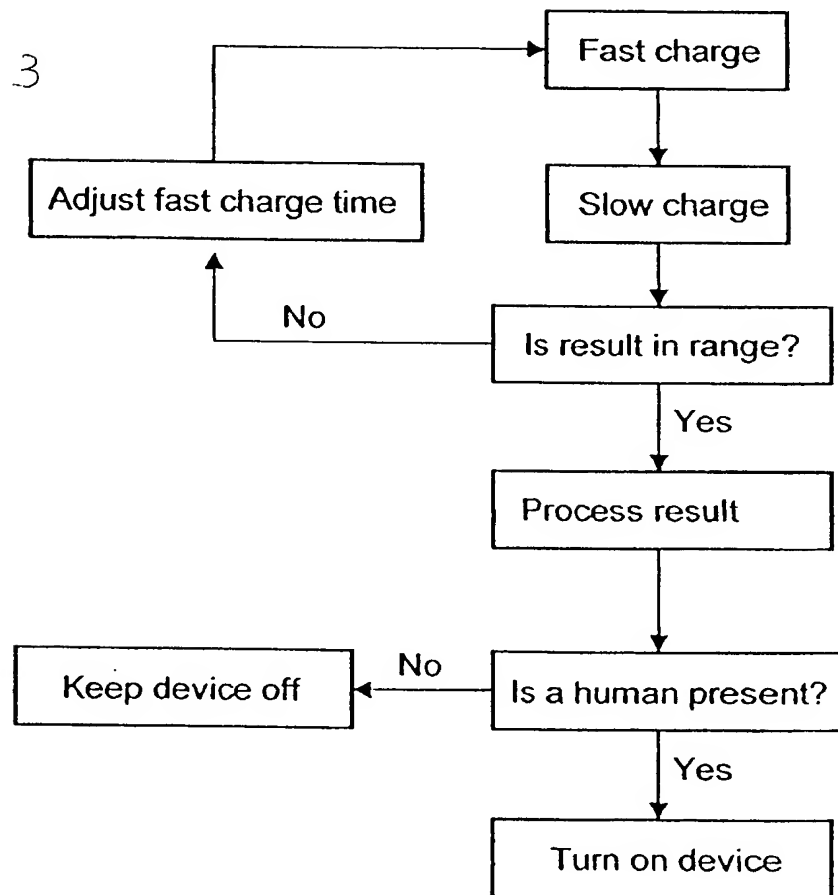 3
Fast charge
Adjust fast charge time
Slow charge
No
Is result in range?
Yes
Process result
Keep device off
No
Is a human present?
Yes
Turn on device